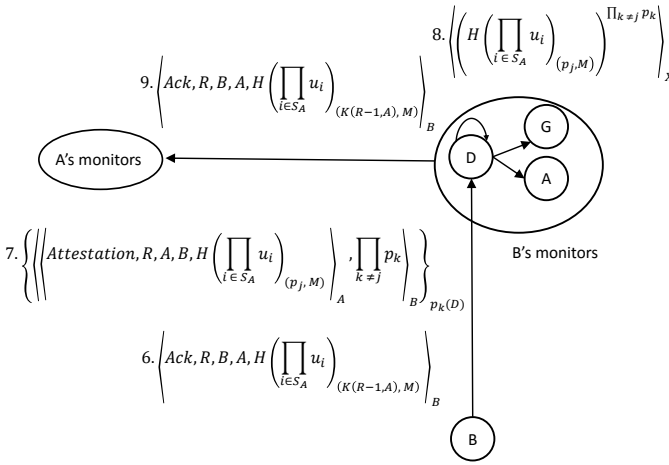 8. ⟨(H(∏_{i∈S_A} u_i)_{(p_j,M)})^{∏_{k≠j} p_k}⟩
9. ⟨Ack, R, B, A, H(∏_{i∈S_A} u_i)_{(K(R−1,A), M)}⟩_B
G
D
A's monitors
A
B's monitors
7. {⟨⟨Attestation, R, A, B, H(∏_{i∈S_A} u_i)_{(p_j, M)}⟩_A, ∏_{k≠j} p_k⟩_B}_{p_k(D)}
6. ⟨Ack, R, B, A, H(∏_{i∈S_A} u_i)_{(K(R−1,A), M)}⟩_B
B